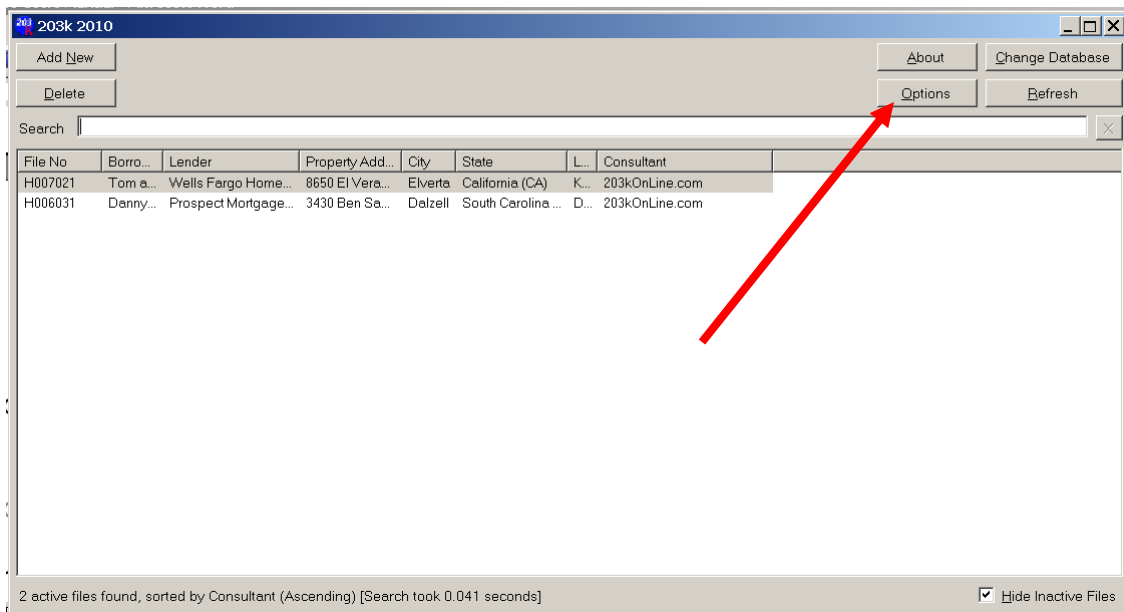 203k 2010
Add New About Change Database
Delete Options Refresh
Search X
File No Borro... Lender Property Add... City State L... Consultant
H007021 Tom a... Wells Fargo Home... 8650 El Vera... Elverta California (CA) K... 203kOnLine.com
H006031 Danny... Prospect Mortgage... 3430 Ben Sa... Dalzell South Carolina ... D... 203kOnLine.com
2 active files found, sorted by Consultant (Ascending) [Search took 0.041 seconds] Hide Inactive Files